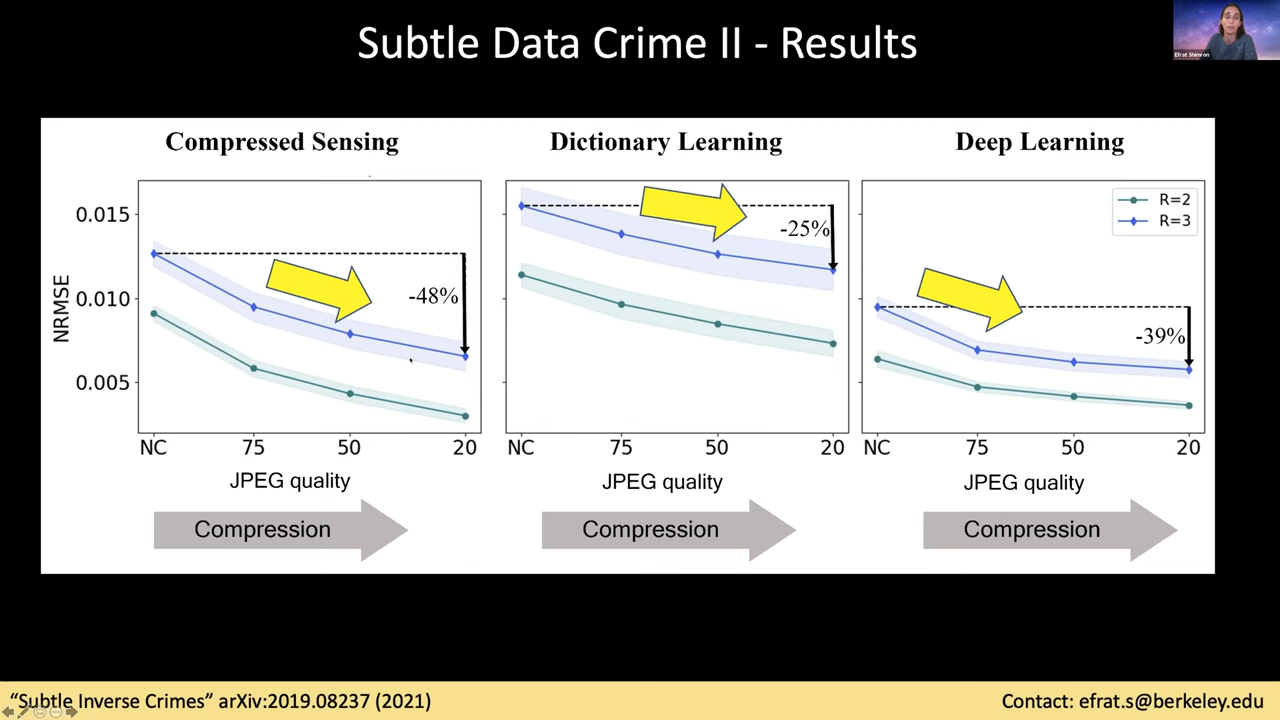 Subtle Data Crime II - Results
Efrat Shimron
Compressed Sensing
Dictionary Learning
Deep Learning
NRMSE
0.015
0.010
0.005
-48%
-25%
-39%
R=2
R=3
NC 75 50 20
NC 75 50 20
NC 75 50 20
JPEG quality
JPEG quality
JPEG quality
Compression
Compression
Compression
“Subtle Inverse Crimes” arXiv:2019.08237 (2021)
Contact: efrat.s@berkeley.edu